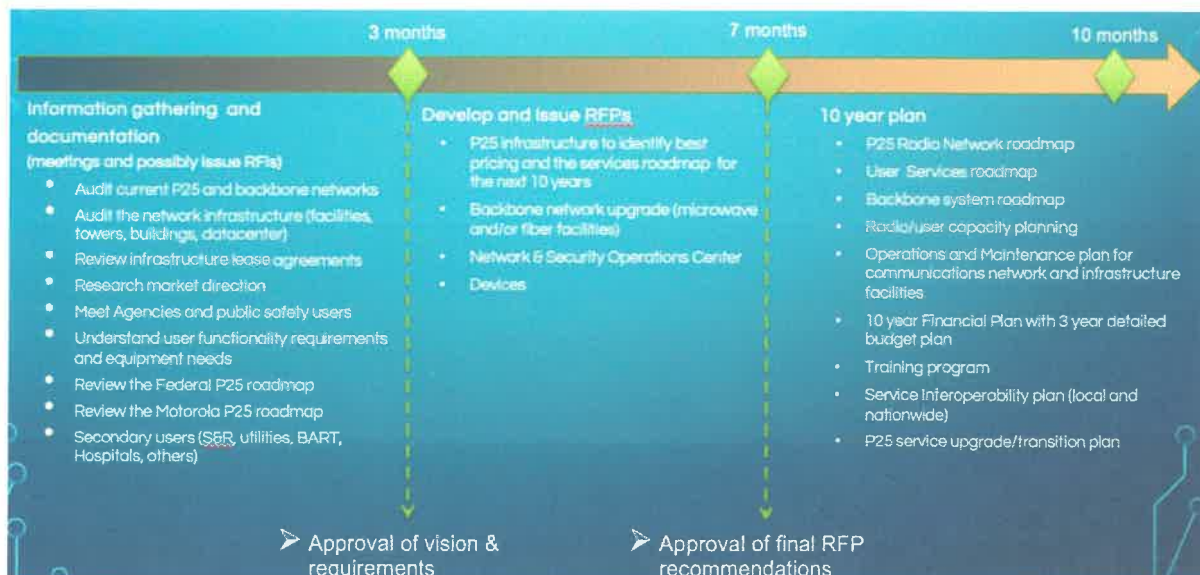 3 months
7 months
10 months
Information gathering and
documentation
(meetings and possibly issue RFIs)
• Audit current P25 and backbone networks
• Audit the network infrastructure (facilities,
towers, buildings, datacenter)
• Review infrastructure lease agreements
• Research market direction
• Meet Agencies and public safety users
• Understand user functionality requirements
and equipment needs
• Review the Federal P25 roadmap
• Review the Motorola P25 roadmap
• Secondary users (S&R, utilities, BART,
Hospitals, others)
Develop and Issue RFPs
• P25 infrastructure to identify best
pricing and the services roadmap for
the next 10 years
• Backbone network upgrade (microwave
and/or fiber facilities)
• Network & Security Operations Center
• Devices
10 year plan
• P25 Radio Network roadmap
• User Services roadmap
• Backbone system roadmap
• Radio/user capacity planning
• Operations and Maintenance plan for
communications network and infrastructure
facilities
• 10 year Financial Plan with 3 year detailed
budget plan
• Training program
• Service Interoperability plan (local and
nationwide)
• P25 service upgrade/transition plan
➢ Approval of vision &
requirements
➢ Approval of final RFP
recommendations